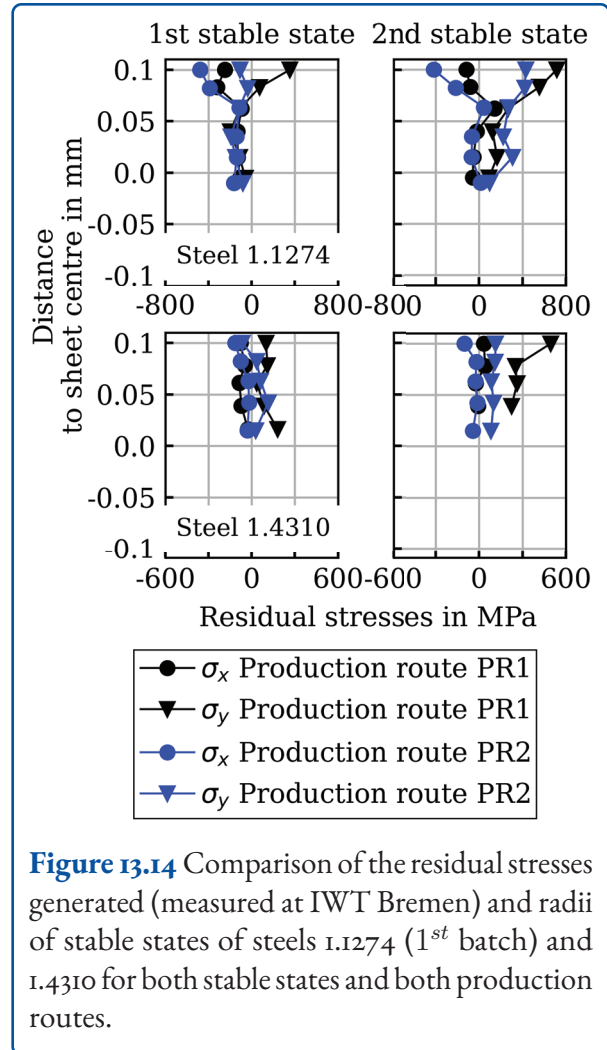 1st stable state 2nd stable state
Distance
to sheet centre in mm
0.1
0.05
0.0
-0.05
-0.1
Steel 1.1274
-800 0 800 -800 0 800
0.1
0.05
0.0
-0.05
-0.1
Steel 1.4310
-600 0 600 -600 0 600
Residual stresses in MPa
σx Production route PR1
σy Production route PR1
σx Production route PR2
σy Production route PR2
Figure 13.14 Comparison of the residual stresses
generated (measured at IWT Bremen) and radii
of stable states of steels 1.1274 (1st batch) and
1.4310 for both stable states and both production
routes.